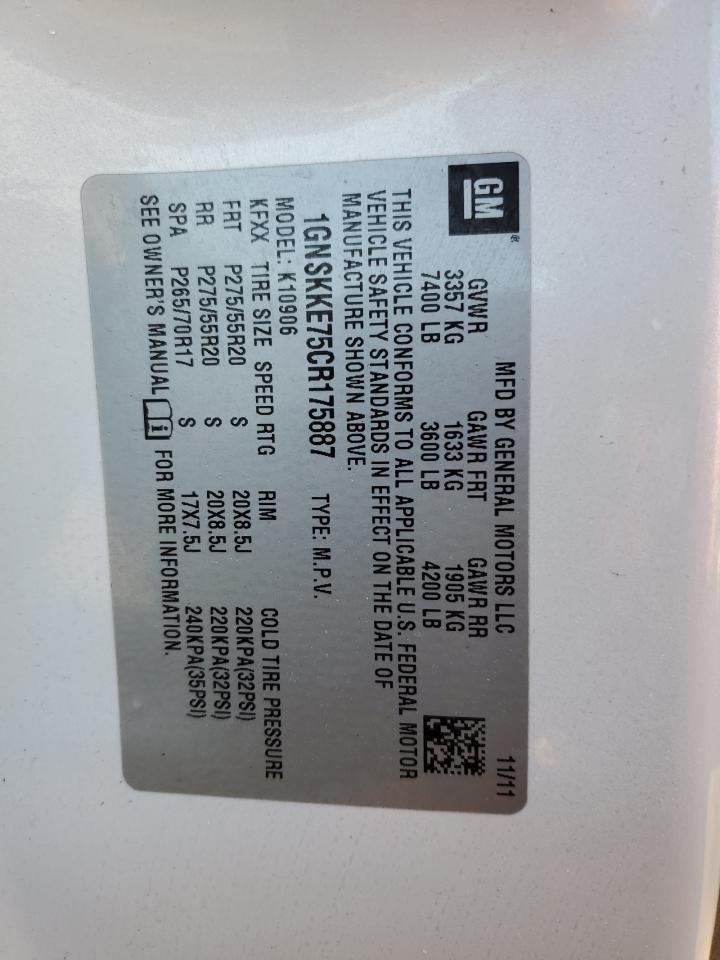 GM®
MFD BY GENERAL MOTORS LLC 11/11
GVWR GAWR FRT GAWR RR
3357 KG 1633 KG 1905 KG
7400 LB 3600 LB 4200 LB
THIS VEHICLE CONFORMS TO ALL APPLICABLE U.S. FEDERAL MOTOR
VEHICLE SAFETY STANDARDS IN EFFECT ON THE DATE OF
MANUFACTURE SHOWN ABOVE.
1GNSKKE75CR175887 TYPE: M.P.V.
MODEL: K10906
KFXX TIRE SIZE SPEED RTG RIM COLD TIRE PRESSURE
FRT P275/55R20 S 20X8.5J 220KPA(32PSI)
RR P275/55R20 S 20X8.5J 220KPA(32PSI)
SPA P265/70R17 S 17X7.5J 240KPA(35PSI)
SEE OWNER'S MANUAL i FOR MORE INFORMATION.